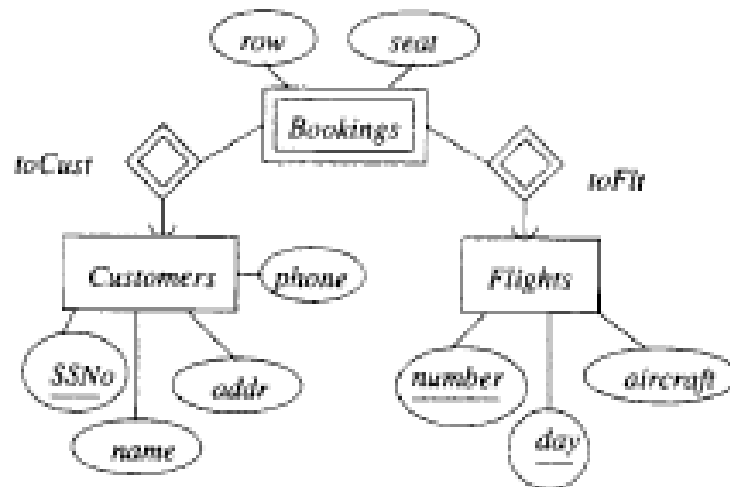 row
seat
Bookings
toCust
toFlt
Customers
phone
Flights
SSNo
addr
number
aircraft
name
day